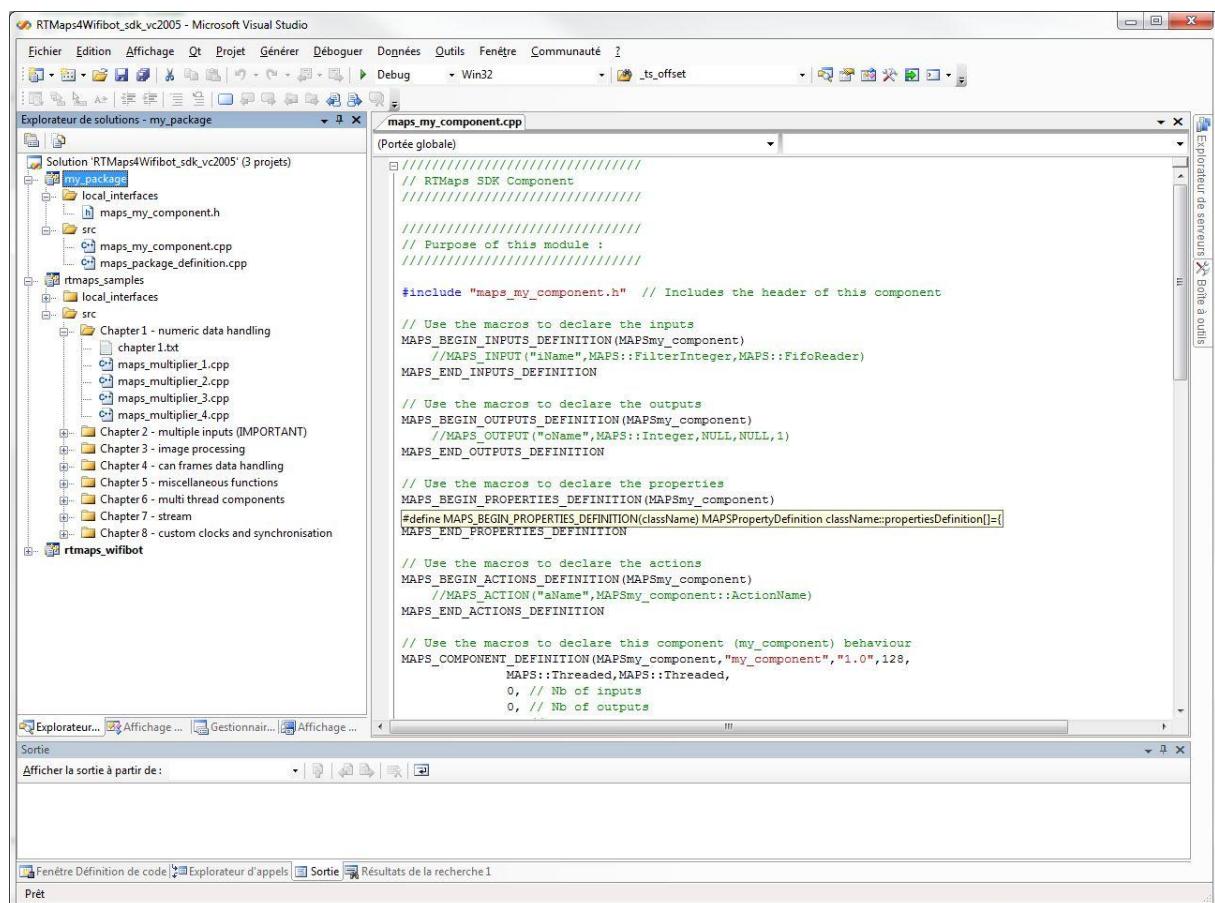 RTMaps4Wifibot_sdk_vc2005 - Microsoft Visual Studio
Fichier Edition Affichage Qt Projet Générer Déboguer Données Outils Fenêtre Communauté ?
Debug Win32 _ts_offset
Explorateur de solutions - my_package
Solution 'RTMaps4Wifibot_sdk_vc2005' (3 projets)
my_package
local_interfaces
maps_my_component.h
src
maps_my_component.cpp
maps_package_definition.cpp
rtmaps_samples
local_interfaces
src
Chapter 1 - numeric data handling
chapter 1.txt
maps_multiplier_1.cpp
maps_multiplier_2.cpp
maps_multiplier_3.cpp
maps_multiplier_4.cpp
Chapter 2 - multiple inputs (IMPORTANT)
Chapter 3 - image processing
Chapter 4 - can frames data handling
Chapter 5 - miscellaneous functions
Chapter 6 - multi thread components
Chapter 7 - stream
Chapter 8 - custom clocks and synchronisation
rtmaps_wifibot
Explorateur... Affichage ... Gestionnair... Affichage ...
maps_my_component.cpp
(Portée globale)
////////////////////////////////
// RTMaps SDK Component
////////////////////////////////
////////////////////////////////
// Purpose of this module :
////////////////////////////////
#include "maps_my_component.h" // Includes the header of this component
// Use the macros to declare the inputs
MAPS_BEGIN_INPUTS_DEFINITION(MAPSmy_component)
//MAPS_INPUT("iName",MAPS::FilterInteger,MAPS::FifoReader)
MAPS_END_INPUTS_DEFINITION
// Use the macros to declare the outputs
MAPS_BEGIN_OUTPUTS_DEFINITION(MAPSmy_component)
//MAPS_OUTPUT("oName",MAPS::Integer,NULL,NULL,1)
MAPS_END_OUTPUTS_DEFINITION
// Use the macros to declare the properties
MAPS_BEGIN_PROPERTIES_DEFINITION(MAPSmy_component)
#define MAPS_BEGIN_PROPERTIES_DEFINITION(className) MAPSPropertyDefinition className::propertiesDefinition[]={
MAPS_END_PROPERTIES_DEFINITION
// Use the macros to declare the actions
MAPS_BEGIN_ACTIONS_DEFINITION(MAPSmy_component)
//MAPS_ACTION("aName",MAPSmy_component::ActionName)
MAPS_END_ACTIONS_DEFINITION
// Use the macros to declare this component (my_component) behaviour
MAPS_COMPONENT_DEFINITION(MAPSmy_component,"my_component","1.0",128,
MAPS::Threaded,MAPS::Threaded,
0, // Nb of inputs
0, // Nb of outputs
Explorateur de serveurs
Boîte à outils
Sortie
Afficher la sortie à partir de :
Fenêtre Définition de code Explorateur d'appels Sortie Résultats de la recherche 1
Prêt